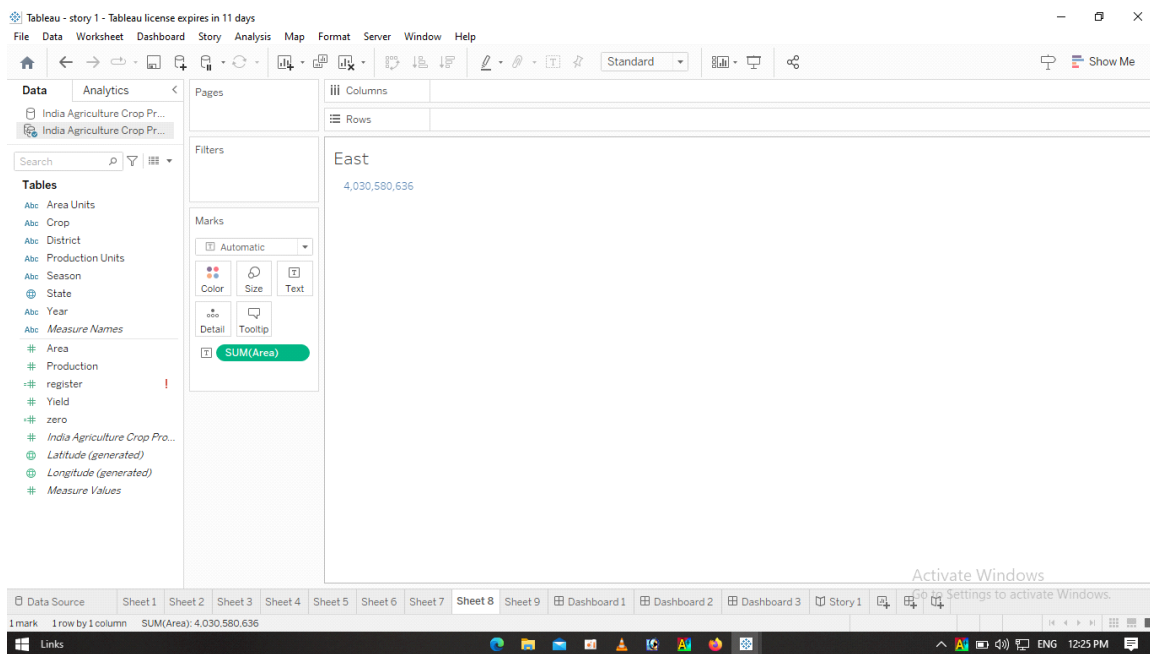 Tableau - story 1 - Tableau license expires in 11 days
File Data Worksheet Dashboard Story Analysis Map Format Server Window Help
Standard
Show Me
Data Analytics
India Agriculture Crop Pr...
India Agriculture Crop Pr...
Search
Tables
Abc Area Units
Abc Crop
Abc District
Abc Production Units
Abc Season
State
Abc Year
Abc Measure Names
# Area
# Production
=# register !
# Yield
=# zero
# India Agriculture Crop Pro...
Latitude (generated)
Longitude (generated)
# Measure Values
Pages
Filters
Marks
Automatic
Color Size Text
Detail Tooltip
SUM(Area)
Columns
Rows
East
4,030,580,636
Activate Windows
Go to Settings to activate Windows.
Data Source Sheet 1 Sheet 2 Sheet 3 Sheet 4 Sheet 5 Sheet 6 Sheet 7 Sheet 8 Sheet 9 Dashboard 1 Dashboard 2 Dashboard 3 Story 1
1 mark 1 row by 1 column SUM(Area): 4,030,580,636
Links ENG 12:25 PM